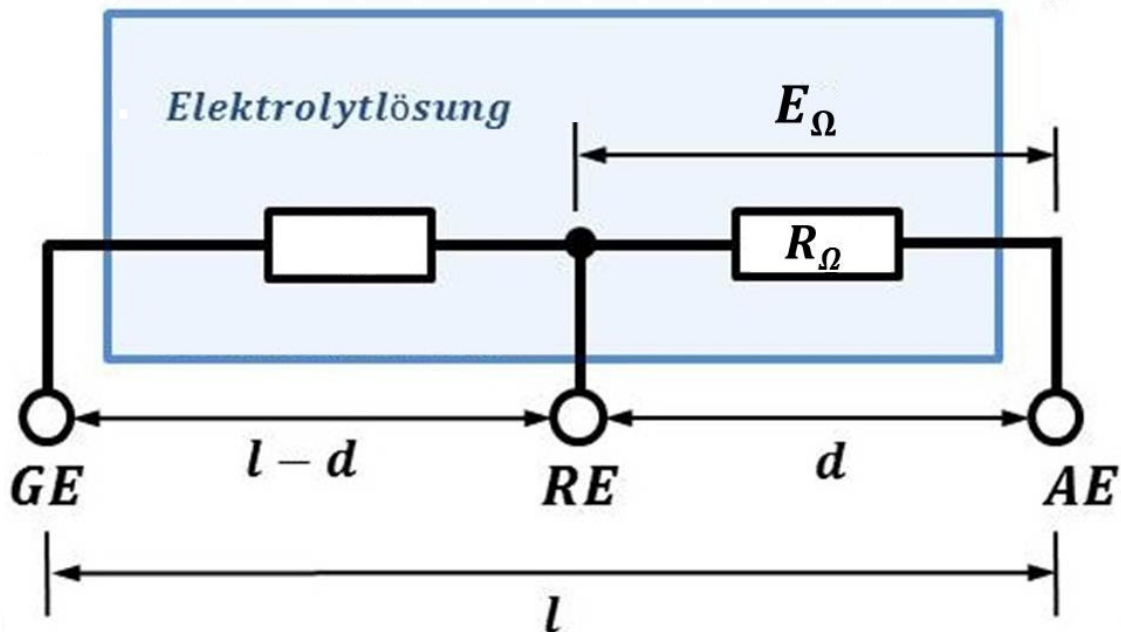 Elektrolytlösung
E_Ω
R_Ω
l − d
d
GE
RE
AE
l